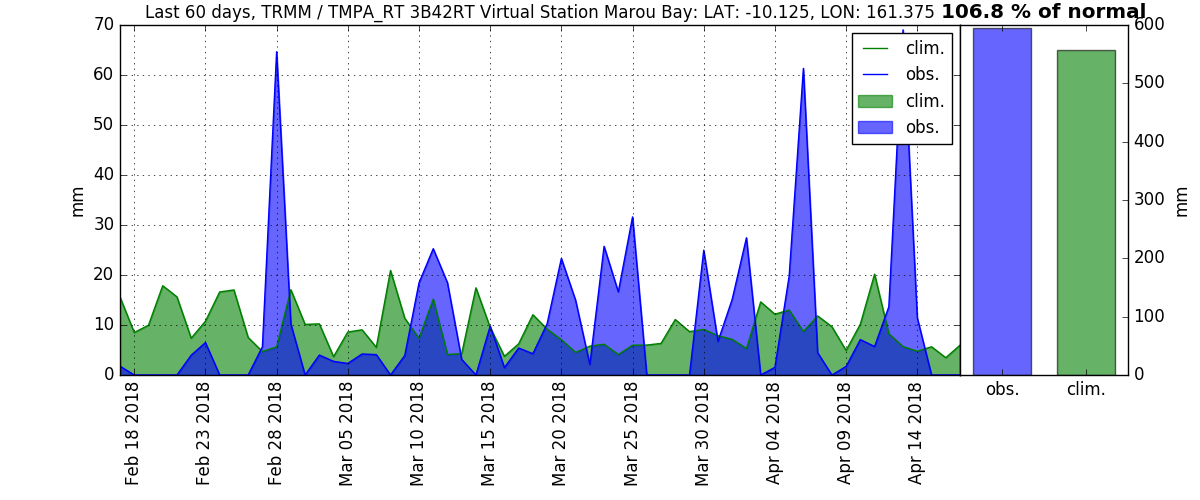 Last 60 days, TRMM / TMPA_RT 3B42RT Virtual Station Marou Bay: LAT: -10.125, LON: 161.375 106.8 % of normal
70
60
50
40
30
20
10
0
mm
clim.
obs.
clim.
obs.
Feb 18 2018
Feb 23 2018
Feb 28 2018
Mar 05 2018
Mar 10 2018
Mar 15 2018
Mar 20 2018
Mar 25 2018
Mar 30 2018
Apr 04 2018
Apr 09 2018
Apr 14 2018
600
500
400
300
200
100
0
mm
obs. clim.